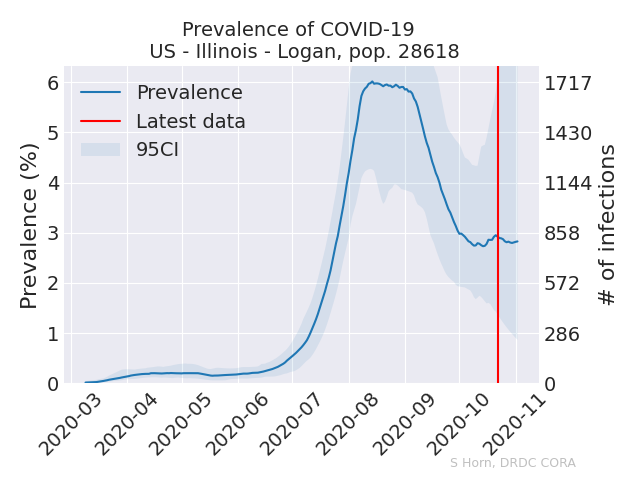 Prevalence of COVID-19
US - Illinois - Logan, pop. 28618
Prevalence
Latest data
95CI
Prevalence (%)
6
5
4
3
2
1
0
1717
1430
1144
858
572
286
0
# of infections
2020-03
2020-04
2020-05
2020-06
2020-07
2020-08
2020-09
2020-10
2020-11
S Horn, DRDC CORA